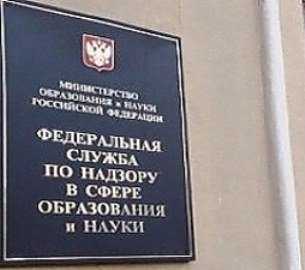 МИНИСТЕРСТВО
ОБРАЗОВАНИЯ И НАУКИ
РОССИЙСКОЙ ФЕДЕРАЦИИ
ФЕДЕРАЛЬНАЯ
СЛУЖБА
ПО НАДЗОРУ
В СФЕРЕ
ОБРАЗОВАНИЯ
И НАУКИ